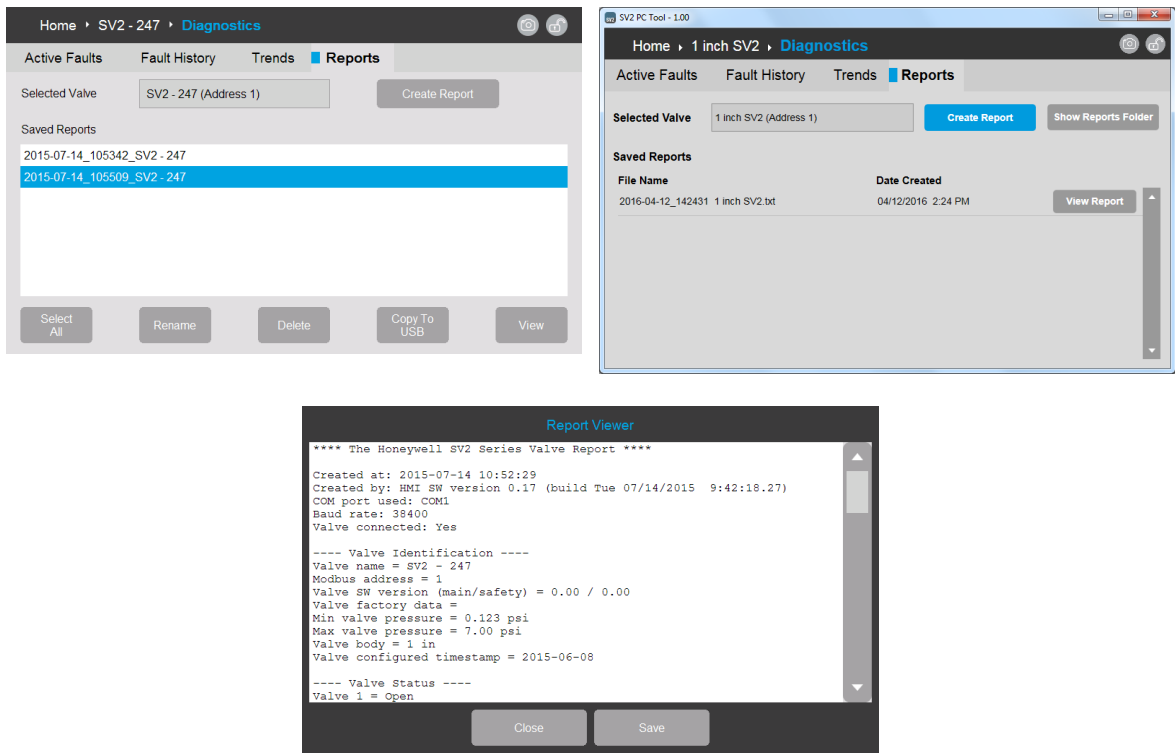 Home ‣ SV2 - 247 ‣ Diagnostics
Active Faults Fault History Trends Reports
Selected Valve SV2 - 247 (Address 1) Create Report
Saved Reports
2015-07-14_105342_SV2 - 247
2015-07-14_105509_SV2 - 247
Select All Rename Delete Copy To USB View
SV2 PC Tool - 1.00
Home ‣ 1 inch SV2 ‣ Diagnostics
Active Faults Fault History Trends Reports
Selected Valve 1 inch SV2 (Address 1) Create Report Show Reports Folder
Saved Reports
File Name Date Created
2016-04-12_142431 1 inch SV2.txt 04/12/2016 2:24 PM View Report
Report Viewer
**** The Honeywell SV2 Series Valve Report ****
Created at: 2015-07-14 10:52:29
Created by: HMI SW version 0.17 (build Tue 07/14/2015 9:42:18.27)
COM port used: COM1
Baud rate: 38400
Valve connected: Yes
---- Valve Identification ----
Valve name = SV2 - 247
Modbus address = 1
Valve SW version (main/safety) = 0.00 / 0.00
Valve factory data =
Min valve pressure = 0.123 psi
Max valve pressure = 7.00 psi
Valve body = 1 in
Valve configured timestamp = 2015-06-08
---- Valve Status ----
Valve 1 = Open
Close Save